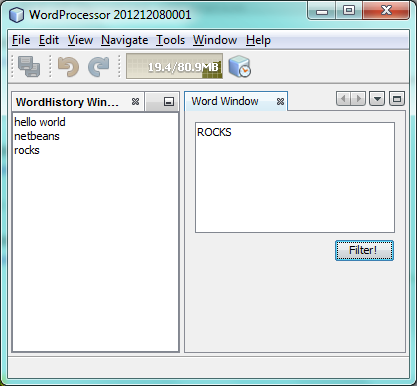 WordProcessor 201212080001
File Edit View Navigate Tools Window Help
19.4/80.9MB
WordHistory Win...
Word Window
hello world
netbeans
rocks
ROCKS
Filter!